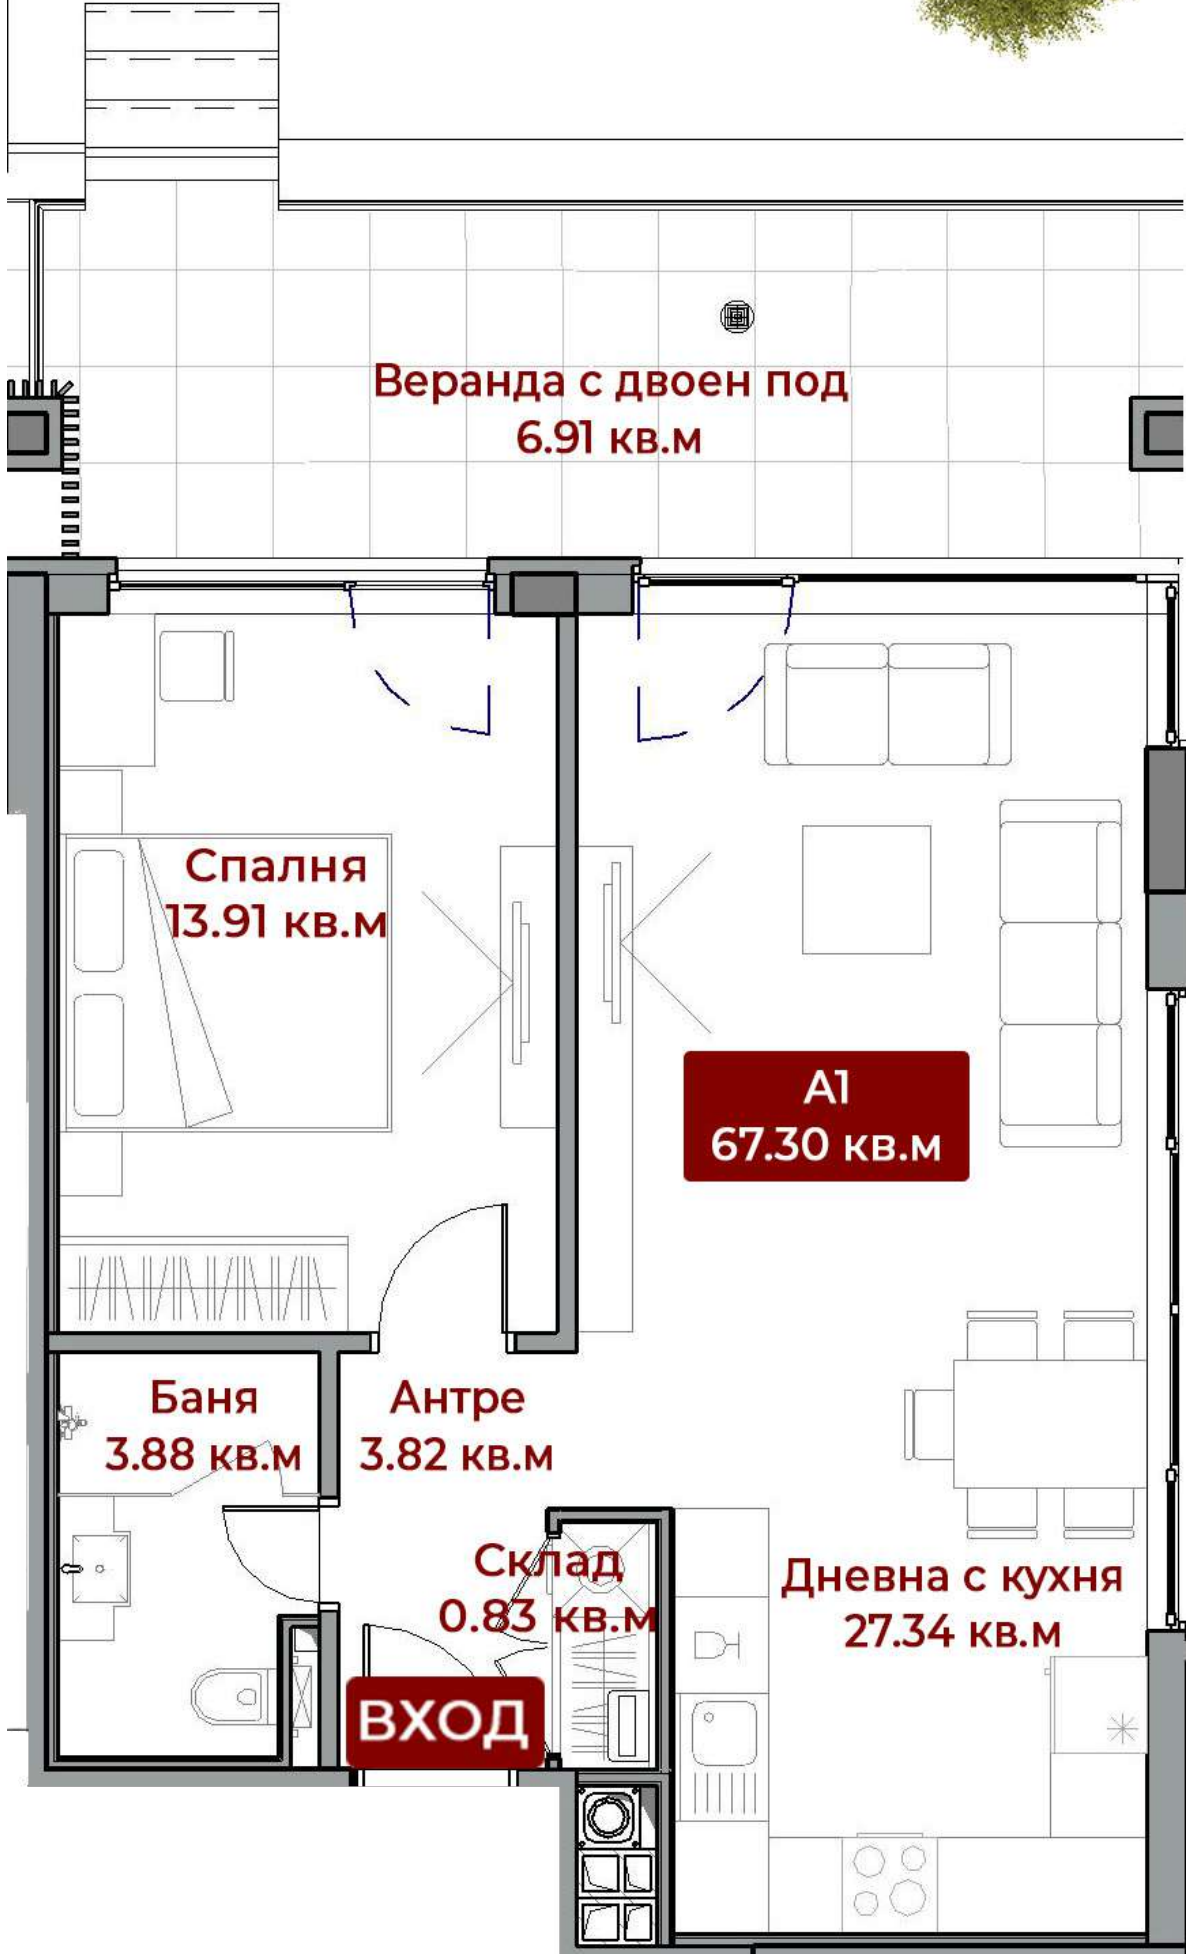 Веранда с двоен под
6.91 кв.м
Спалня
13.91 кв.м
А1
67.30 кв.м
Баня
3.88 кв.м
Антре
3.82 кв.м
Склад
0.83 кв.м
Дневна с кухня
27.34 кв.м
ВХОД